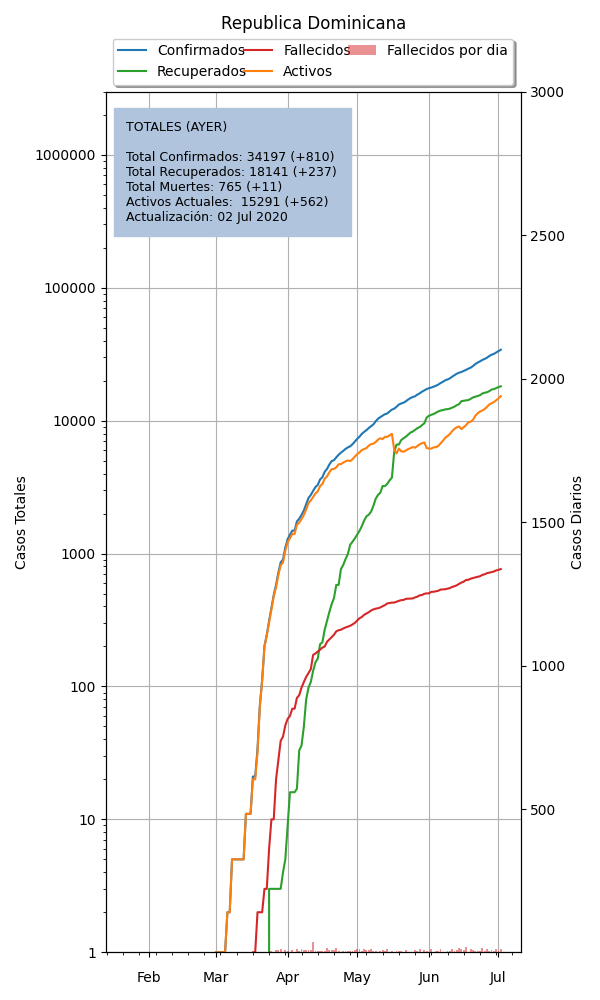 Republica Dominicana
Confirmados Fallecidos Fallecidos por dia
Recuperados Activos
TOTALES (AYER)
Total Confirmados: 34197 (+810)
Total Recuperados: 18141 (+237)
Total Muertes: 765 (+11)
Activos Actuales:  15291 (+562)
Actualización: 02 Jul 2020
Casos Totales
1000000
100000
10000
1000
100
10
1
3000
2500
2000
1500
1000
500
Casos Diarios
Feb Mar Apr May Jun Jul